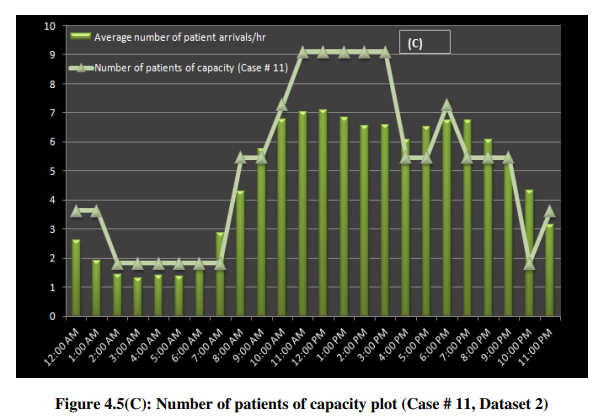 10
Average number of patient arrivals/hr
(C)
9
Number of patients of capacity (Case # 11)
8
7
6
5
4
3
2
1
0
12:00 AM
1:00 AM
2:00 AM
3:00 AM
4:00 AM
5:00 AM
6:00 AM
7:00 AM
8:00 AM
9:00 AM
10:00 AM
11:00 AM
12:00 PM
1:00 PM
2:00 PM
3:00 PM
4:00 PM
5:00 PM
6:00 PM
7:00 PM
8:00 PM
9:00 PM
10:00 PM
11:00 PM
Figure 4.5(C): Number of patients of capacity plot (Case # 11, Dataset 2)